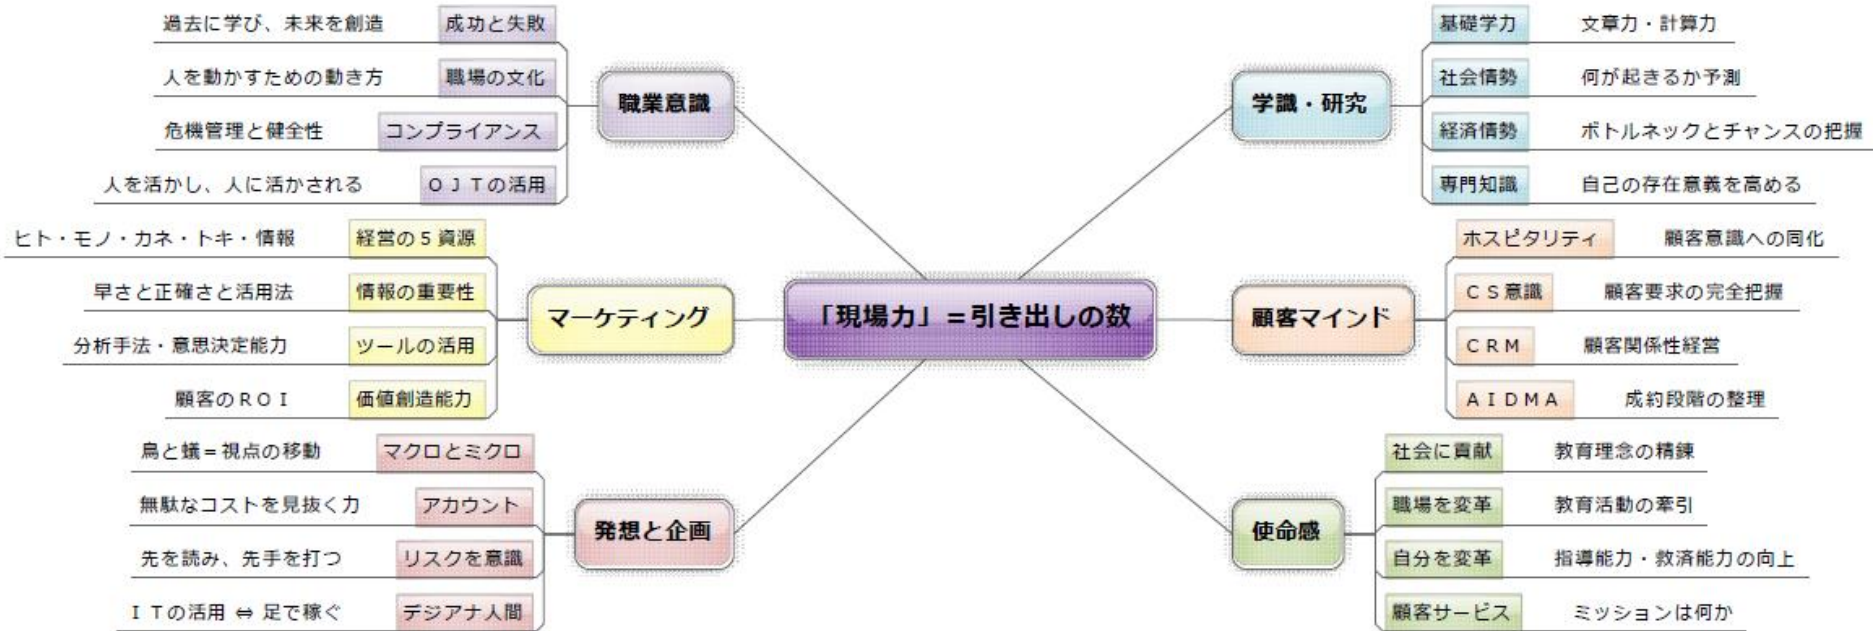 「現場力」＝引き出しの数
職業意識
過去に学び、未来を創造　成功と失敗
人を動かすための動き方　職場の文化
危機管理と健全性　コンプライアンス
人を活かし、人に活かされる　ＯＪＴの活用
マーケティング
ヒト・モノ・カネ・トキ・情報　経営の５資源
早さと正確さと活用法　情報の重要性
分析手法・意思決定能力　ツールの活用
顧客のＲＯＩ　価値創造能力
発想と企画
鳥と蟻＝視点の移動　マクロとミクロ
無駄なコストを見抜く力　アカウント
先を読み、先手を打つ　リスクを意識
ＩＴの活用 ⇔ 足で稼ぐ　デジアナ人間
学識・研究
基礎学力　文章力・計算力
社会情勢　何が起きるか予測
経済情勢　ボトルネックとチャンスの把握
専門知識　自己の存在意義を高める
顧客マインド
ホスピタリティ　顧客意識への同化
ＣＳ意識　顧客要求の完全把握
ＣＲＭ　顧客関係性経営
ＡＩＤＭＡ　成約段階の整理
使命感
社会に貢献　教育理念の精錬
職場を変革　教育活動の牽引
自分を変革　指導能力・救済能力の向上
顧客サービス　ミッションは何か